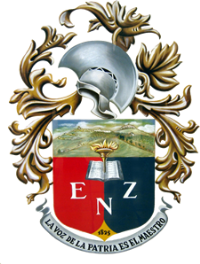 E Z
N
1825
LA VOZ DE LA PATRIA ES EL MAESTRO